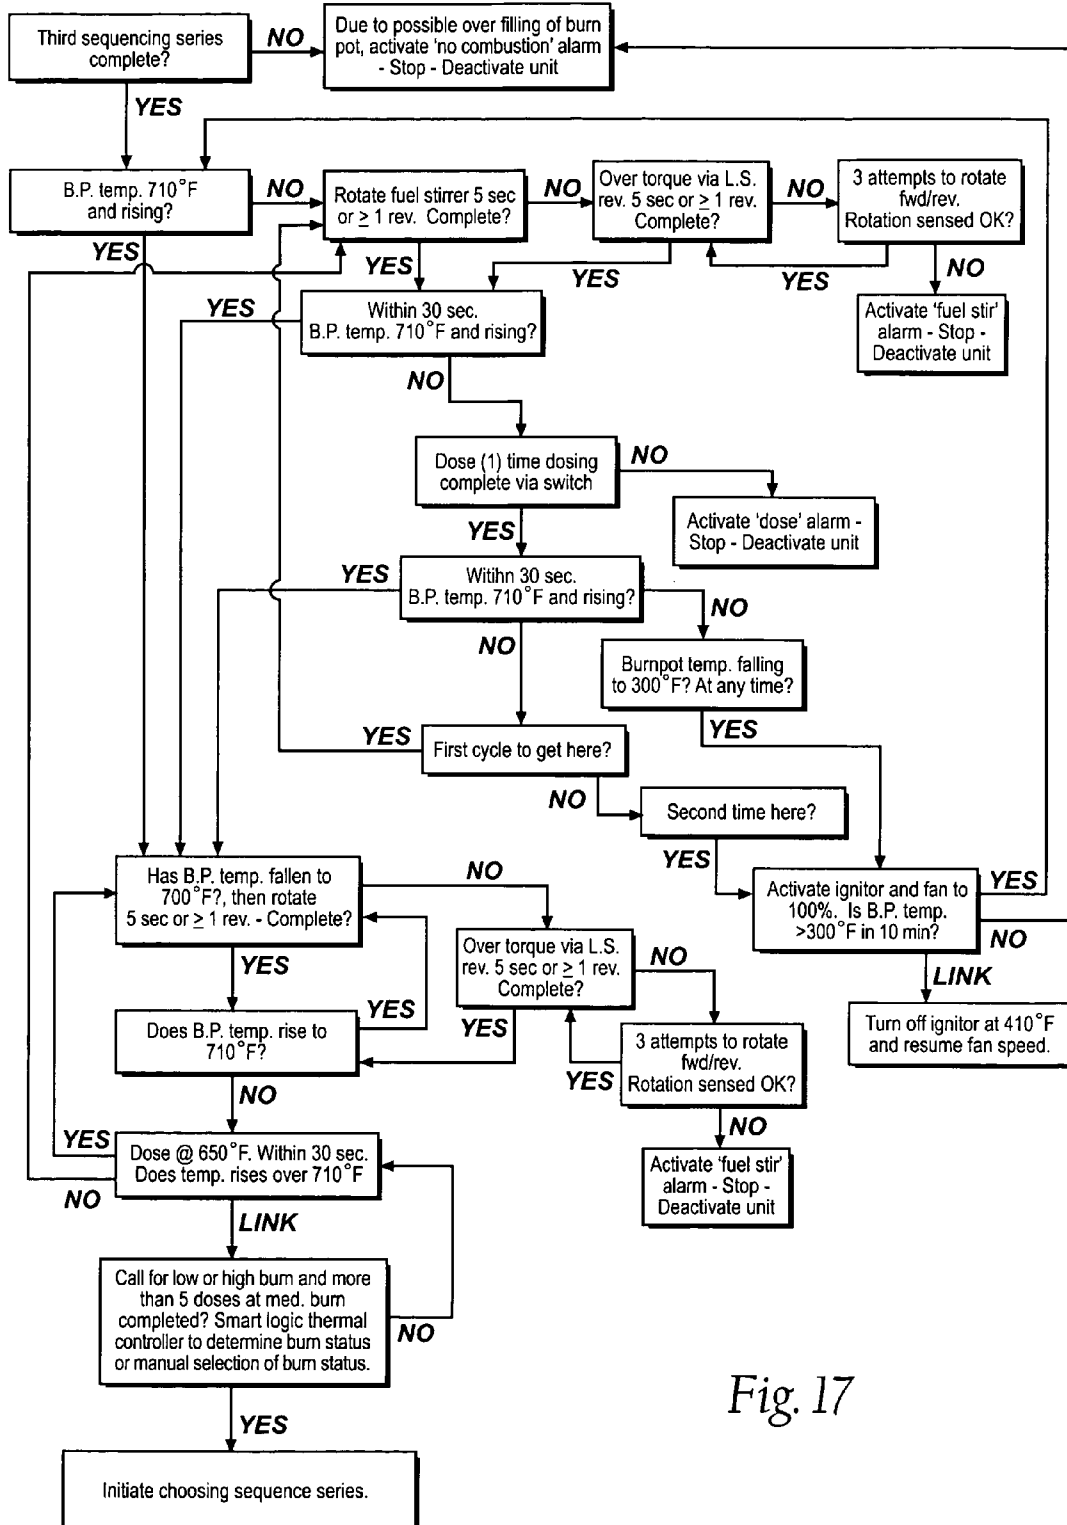 Third sequencing series
complete?
NO
Due to possible over filling of burn
pot, activate 'no combustion' alarm
- Stop - Deactivate unit
YES
B.P. temp. 710°F
and rising?
NO
Rotate fuel stirrer 5 sec
or ≥ 1 rev. Complete?
NO
Over torque via L.S.
rev. 5 sec or ≥ 1 rev.
Complete?
NO
3 attempts to rotate
fwd/rev.
Rotation sensed OK?
YES
YES
YES
YES
NO
Activate 'fuel stir'
alarm - Stop -
Deactivate unit
YES
Within 30 sec.
B.P. temp. 710°F and rising?
NO
Dose (1) time dosing
complete via switch
NO
Activate 'dose' alarm -
Stop - Deactivate unit
YES
YES
Witihn 30 sec.
B.P. temp. 710°F and rising?
NO
NO
Burnpot temp. falling
to 300°F? At any time?
YES
YES
First cycle to get here?
NO
Second time here?
YES
Has B.P. temp. fallen to
700°F?, then rotate
5 sec or ≥ 1 rev. - Complete?
NO
Activate ignitor and fan to
100%. Is B.P. temp.
>300°F in 10 min?
YES
NO
LINK
Turn off ignitor at 410°F
and resume fan speed.
YES
Over torque via L.S.
rev. 5 sec or ≥ 1 rev.
Complete?
NO
YES
YES
Does B.P. temp. rise to
710°F?
3 attempts to rotate
fwd/rev.
Rotation sensed OK?
YES
NO
NO
Activate 'fuel stir'
alarm - Stop -
Deactivate unit
YES
Dose @ 650°F. Within 30 sec.
Does temp. rises over 710°F
NO
LINK
Call for low or high burn and more
than 5 doses at med. burn
completed? Smart logic thermal
controller to determine burn status
or manual selection of burn status.
NO
YES
Initiate choosing sequence series.
Fig. 17